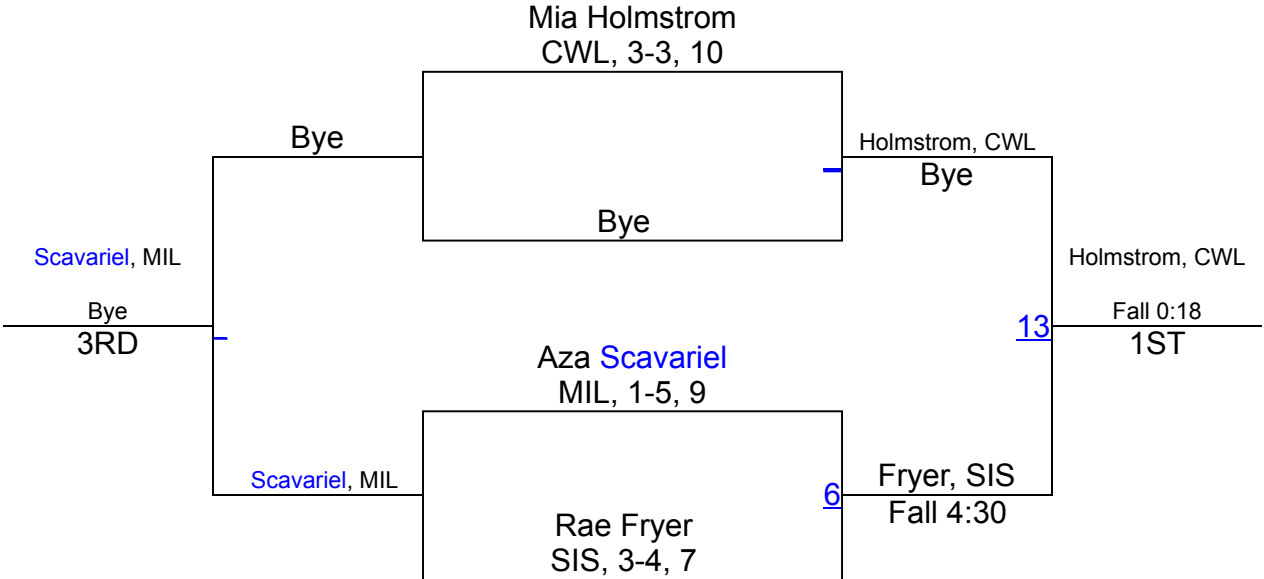 Mia Holmstrom
CWL, 3-3, 10
Bye
Holmstrom, CWL
Bye
Bye
Scavariel, MIL
Bye
3RD
Holmstrom, CWL
13
Fall 0:18
1ST
Aza Scavariel
MIL, 1-5, 9
Scavariel, MIL
6
Fryer, SIS
Fall 4:30
Rae Fryer
SIS, 3-4, 7